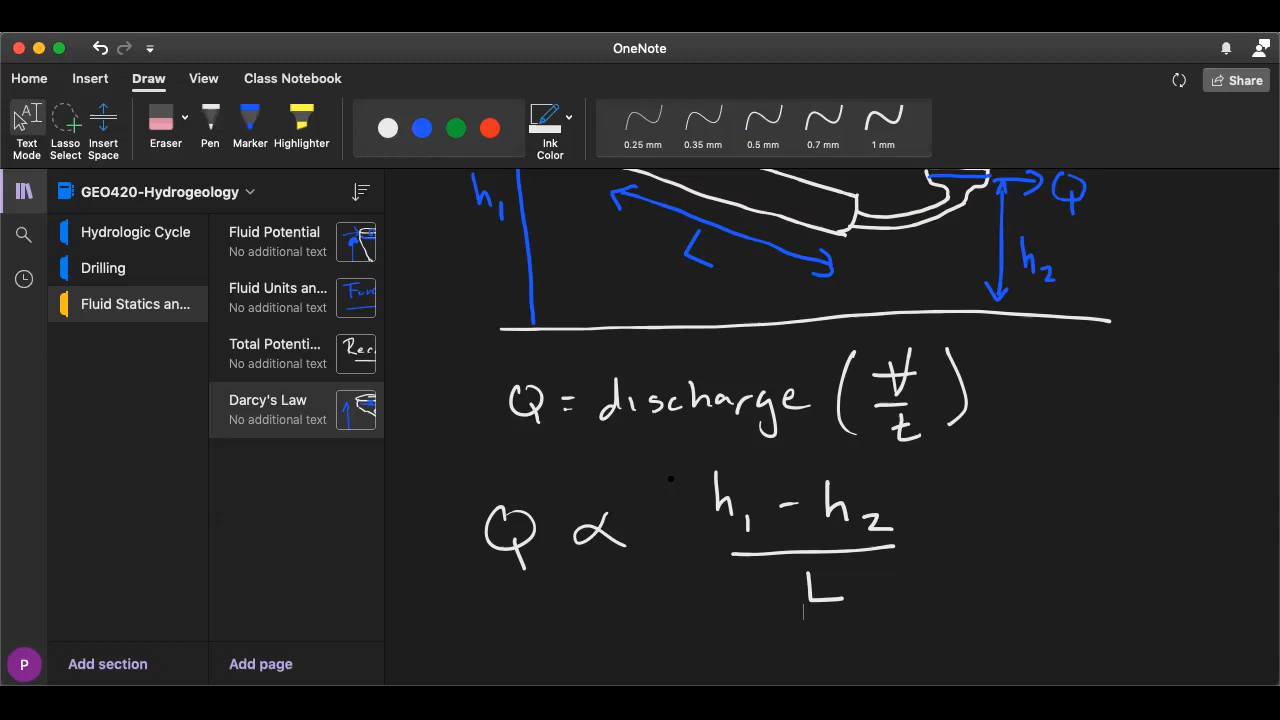 OneNote
Home Insert Draw View Class Notebook
Share
Text Mode
Lasso Select
Insert Space
Eraser
Pen
Marker
Highlighter
Ink Color
0.25 mm 0.35 mm 0.5 mm 0.7 mm 1 mm
GEO420-Hydrogeology
Hydrologic Cycle
Drilling
Fluid Statics an...
Fluid Potential
No additional text
Fluid Units an...
No additional text
Total Potenti...
No additional text
Rec
Darcy's Law
No additional text
h₁
L
Q
h₂
Q = discharge (V/t)
Q ∝ (h₁ - h₂)/L
P
Add section
Add page